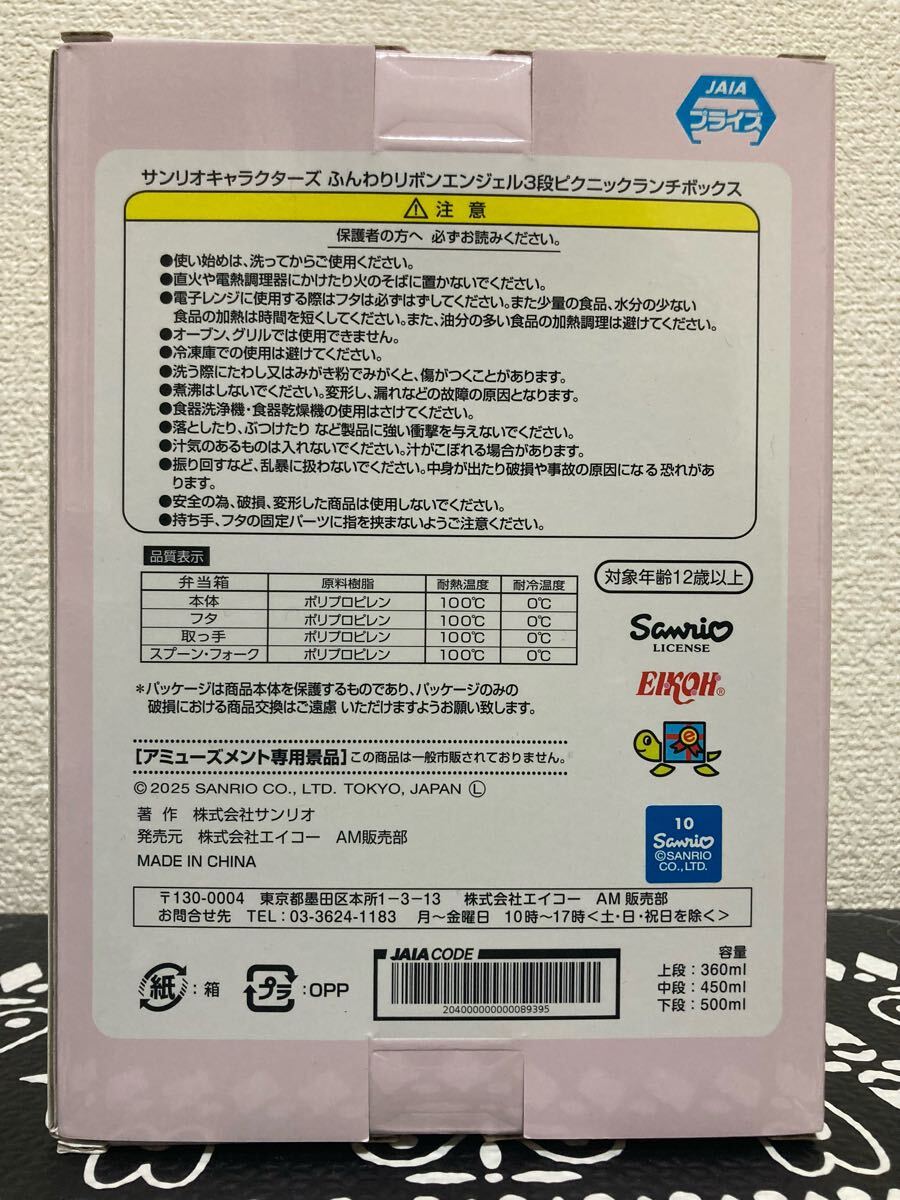 JAIA
プライズ
サンリオキャラクターズ ふんわりリボンエンジェル3段ピクニックランチボックス
⚠ 注 意
保護者の方へ 必ずお読みください。
●使い始めは、洗ってからご使用ください。
●直火や電熱調理器にかけたり火のそばに置かないでください。
●電子レンジに使用する際はフタは必ずはずしてください。また少量の食品、水分の少ない
食品の加熱は時間を短くしてください。また、油分の多い食品の加熱調理は避けてください。
●オーブン、グリルでは使用できません。
●冷凍庫での使用は避けてください。
●洗う際にたわし又はみがき粉でみがくと、傷がつくことがあります。
●煮沸はしないでください。変形し、漏れなどの故障の原因となります。
●食器洗浄機・食器乾燥機の使用はさけてください。
●落としたり、ぶつけたり など製品に強い衝撃を与えないでください。
●汁気のあるものは入れないでください。汁がこぼれる場合があります。
●振り回すなど、乱暴に扱わないでください。中身が出たり破損や事故の原因になる恐れがあ
ります。
●安全の為、破損、変形した商品は使用しないでください。
●持ち手、フタの固定パーツに指を挟まないようご注意ください。
品質表示
弁当箱 原料樹脂 耐熱温度 耐冷温度
本体 ポリプロピレン 100℃ 0℃
フタ ポリプロピレン 100℃ 0℃
取っ手 ポリプロピレン 100℃ 0℃
スプーン・フォーク ポリプロピレン 100℃ 0℃
対象年齢12歳以上
Sanrio
LICENSE
EIKOH®
e
*パッケージは商品本体を保護するものであり、パッケージのみの
破損における商品交換はご遠慮 いただけますようお願い致します。
[アミューズメント専用景品] この商品は一般市販されておりません。
©2025 SANRIO CO., LTD. TOKYO, JAPAN Ⓛ
著 作 株式会社サンリオ
発売元 株式会社エイコー AM販売部
MADE IN CHINA
10
Sanrio
©SANRIO
CO.,LTD.
〒130-0004 東京都墨田区本所1-3-13 株式会社エイコー AM 販売部
お問合せ先 TEL:03-3624-1183 月～金曜日 10時～17時<土・日・祝日を除く>
紙:箱
プラ:OPP
JAIA CODE
204000000000089395
容量
上段:360ml
中段:450ml
下段:500ml